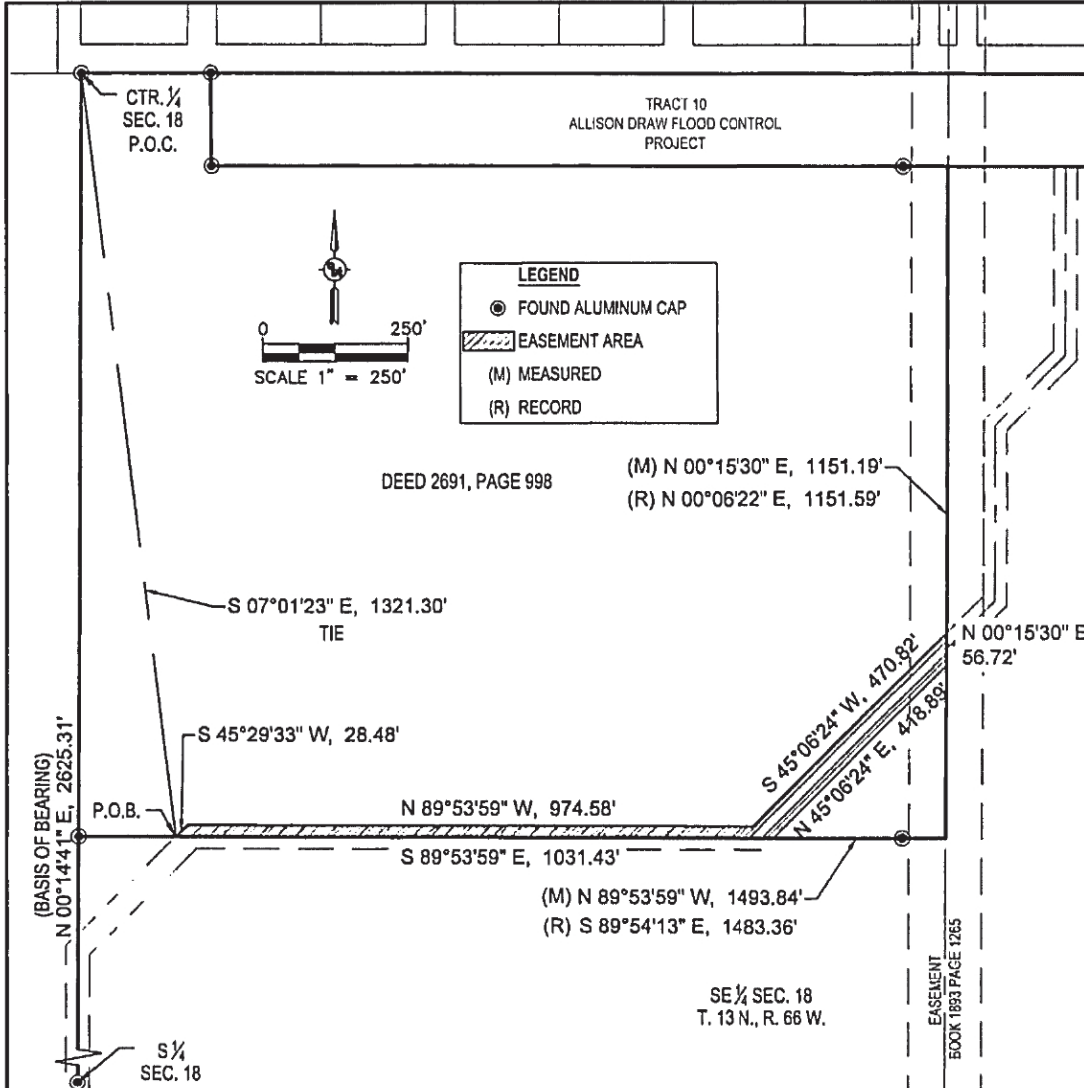 CTR. ¼
SEC. 18
P.O.C.
TRACT 10
ALLISON DRAW FLOOD CONTROL
PROJECT
0 250'
SCALE 1" = 250'
LEGEND
FOUND ALUMINUM CAP
EASEMENT AREA
(M) MEASURED
(R) RECORD
DEED 2691, PAGE 998
(M) N 00°15'30" E, 1151.19'
(R) N 00°06'22" E, 1151.59'
S 07°01'23" E, 1321.30'
TIE
N 00°15'30" E
56.72'
S 45°06'24" W, 470.82'
N 45°06'24" E, 418.89'
S 45°29'33" W, 28.48'
(BASIS OF BEARING)
N 00°14'41" E, 2625.31'
P.O.B.
N 89°53'59" W, 974.58'
S 89°53'59" E, 1031.43'
(M) N 89°53'59" W, 1493.84'
(R) S 89°54'13" E, 1483.36'
SE ¼ SEC. 18
T. 13 N., R. 66 W.
EASEMENT
BOOK 1893 PAGE 1265
S ¼
SEC. 18